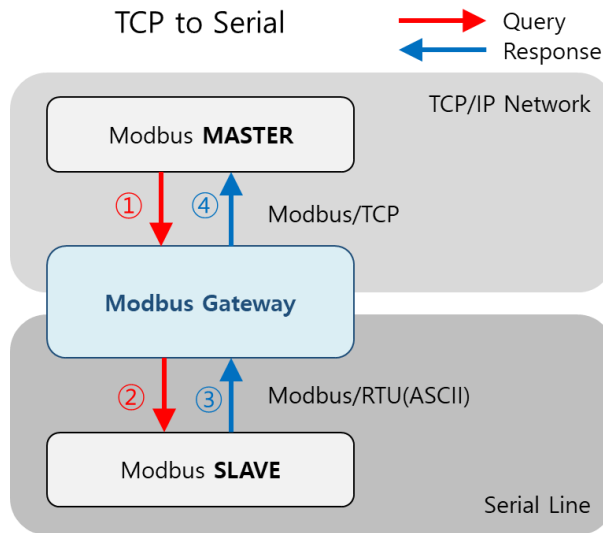 TCP to Serial
Query
Response
TCP/IP Network
Modbus MASTER
① ④
Modbus/TCP
Modbus Gateway
② ③
Modbus/RTU(ASCII)
Modbus SLAVE
Serial Line